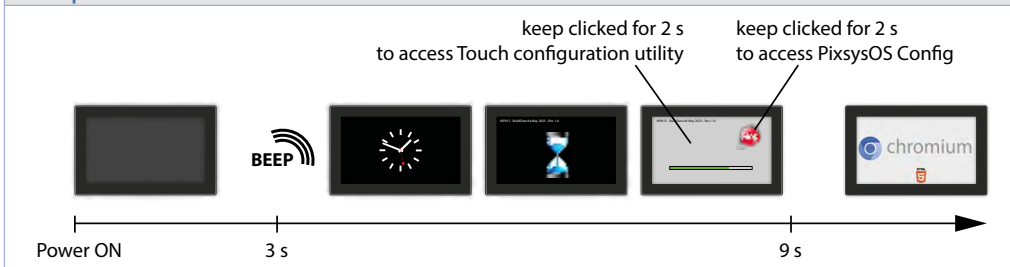 keep clicked for 2 s
to access Touch configuration utility
keep clicked for 2 s
to access PixsysOS Config
BEEP
chromium
Power ON
3 s
9 s